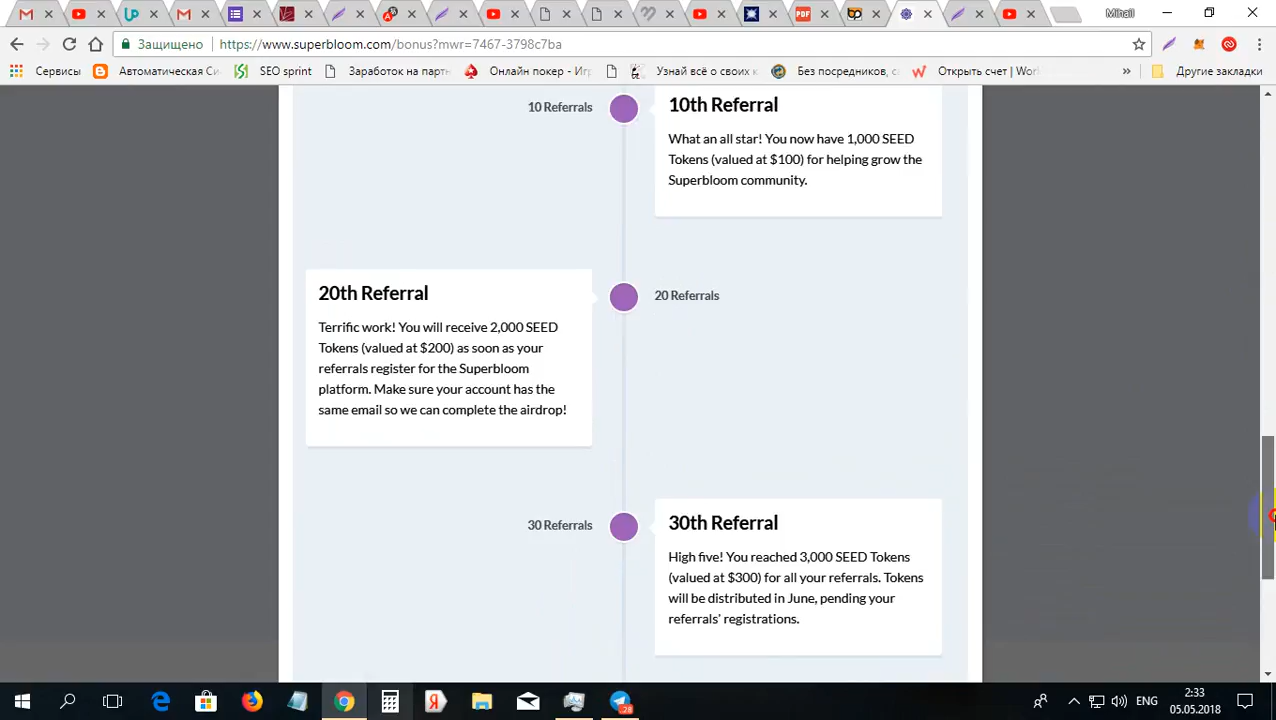 Mihail
Защищено
https://www.superbloom.com/bonus?mwr=7467-3798c7ba
Сервисы
Автоматическая Си
SEO sprint
Заработок на партн
Онлайн покер - Игр
Узнай всё о своих к
Без посредников, са
Открыть счет | Worl
»
Другие закладки
10 Referrals
10th Referral
What an all star! You now have 1,000 SEED
Tokens (valued at $100) for helping grow the
Superbloom community.
20th Referral
20 Referrals
Terrific work! You will receive 2,000 SEED
Tokens (valued at $200) as soon as your
referrals register for the Superbloom
platform. Make sure your account has the
same email so we can complete the airdrop!
30 Referrals
30th Referral
High five! You reached 3,000 SEED Tokens
(valued at $300) for all your referrals. Tokens
will be distributed in June, pending your
referrals' registrations.
28
ENG
2:33
05.05.2018